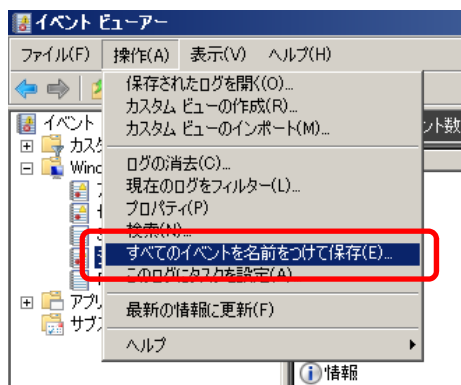 イベント ビューアー
ファイル(F) 操作(A) 表示(V) ヘルプ(H)
保存されたログを開く(O)...
カスタム ビューの作成(R)...
カスタム ビューのインポート(M)...
ログの消去(C)...
現在のログをフィルター(L)...
プロパティ(P)
検索(N)...
すべてのイベントを名前をつけて保存(E)...
このログにタスクを設定(A)...
最新の情報に更新(F)
ヘルプ
イベント
カスタ
Wind
アプリ
サブス
ント数
情報